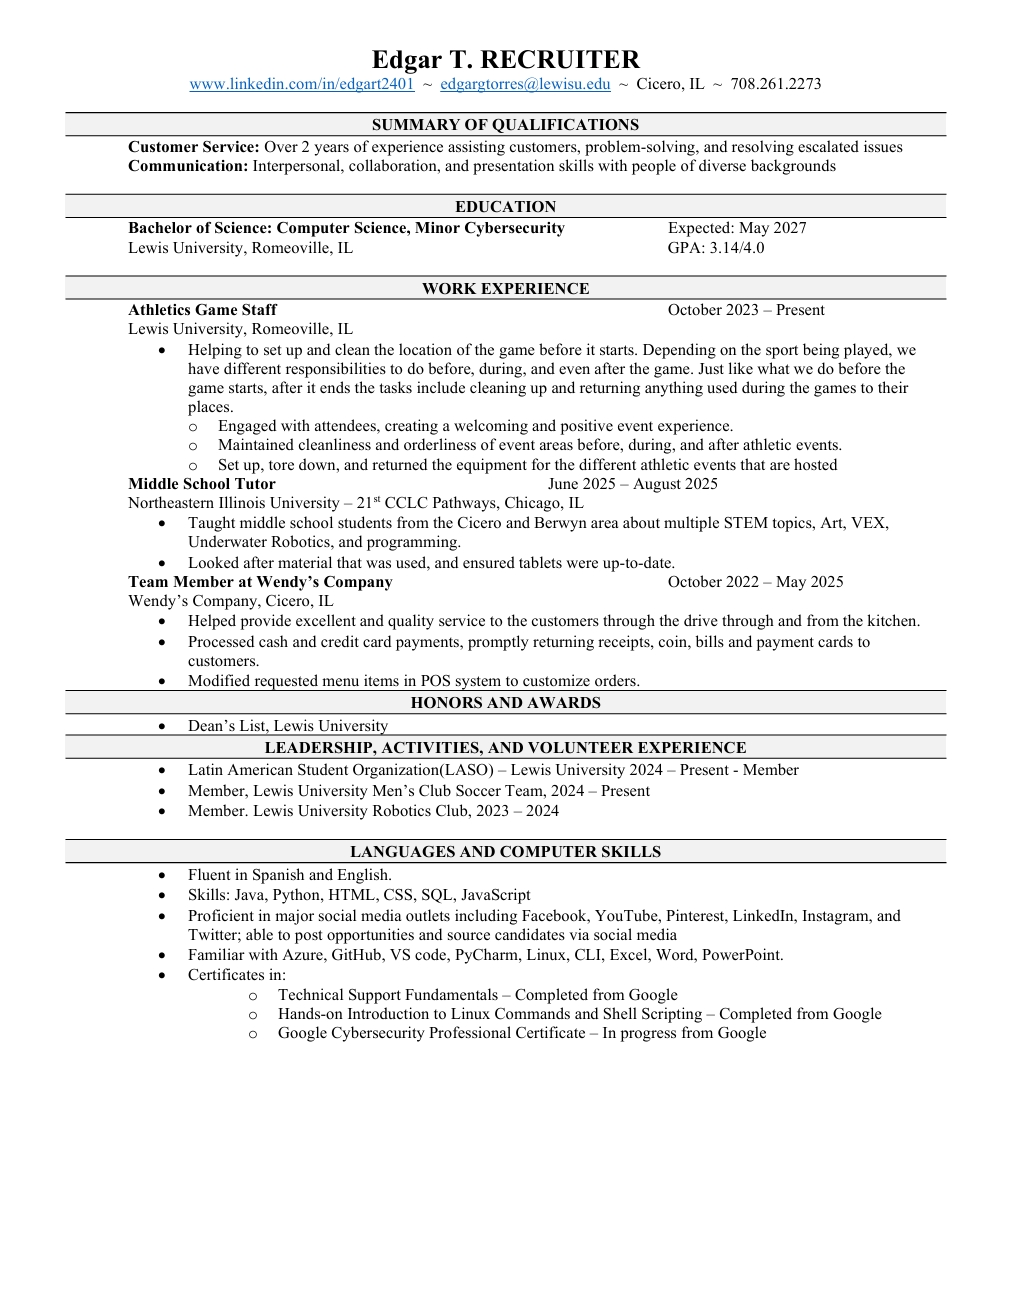 Edgar T. RECRUITER
www.linkedin.com/in/edgart2401 ~ edgargtorres@lewisu.edu ~ Cicero, IL ~ 708.261.2273
SUMMARY OF QUALIFICATIONS
Customer Service: Over 2 years of experience assisting customers, problem-solving, and resolving escalated issues
Communication: Interpersonal, collaboration, and presentation skills with people of diverse backgrounds
EDUCATION
Bachelor of Science: Computer Science, Minor Cybersecurity Expected: May 2027
Lewis University, Romeoville, IL GPA: 3.14/4.0
WORK EXPERIENCE
Athletics Game Staff October 2023 – Present
Lewis University, Romeoville, IL
• Helping to set up and clean the location of the game before it starts. Depending on the sport being played, we
have different responsibilities to do before, during, and even after the game. Just like what we do before the
game starts, after it ends the tasks include cleaning up and returning anything used during the games to their
places.
o Engaged with attendees, creating a welcoming and positive event experience.
o Maintained cleanliness and orderliness of event areas before, during, and after athletic events.
o Set up, tore down, and returned the equipment for the different athletic events that are hosted
Middle School Tutor June 2025 – August 2025
Northeastern Illinois University – 21st CCLC Pathways, Chicago, IL
• Taught middle school students from the Cicero and Berwyn area about multiple STEM topics, Art, VEX,
Underwater Robotics, and programming.
• Looked after material that was used, and ensured tablets were up-to-date.
Team Member at Wendy’s Company October 2022 – May 2025
Wendy’s Company, Cicero, IL
• Helped provide excellent and quality service to the customers through the drive through and from the kitchen.
• Processed cash and credit card payments, promptly returning receipts, coin, bills and payment cards to
customers.
• Modified requested menu items in POS system to customize orders.
HONORS AND AWARDS
• Dean’s List, Lewis University
LEADERSHIP, ACTIVITIES, AND VOLUNTEER EXPERIENCE
• Latin American Student Organization(LASO) – Lewis University 2024 – Present - Member
• Member, Lewis University Men’s Club Soccer Team, 2024 – Present
• Member. Lewis University Robotics Club, 2023 – 2024
LANGUAGES AND COMPUTER SKILLS
• Fluent in Spanish and English.
• Skills: Java, Python, HTML, CSS, SQL, JavaScript
• Proficient in major social media outlets including Facebook, YouTube, Pinterest, LinkedIn, Instagram, and
Twitter; able to post opportunities and source candidates via social media
• Familiar with Azure, GitHub, VS code, PyCharm, Linux, CLI, Excel, Word, PowerPoint.
• Certificates in:
o Technical Support Fundamentals – Completed from Google
o Hands-on Introduction to Linux Commands and Shell Scripting – Completed from Google
o Google Cybersecurity Professional Certificate – In progress from Google